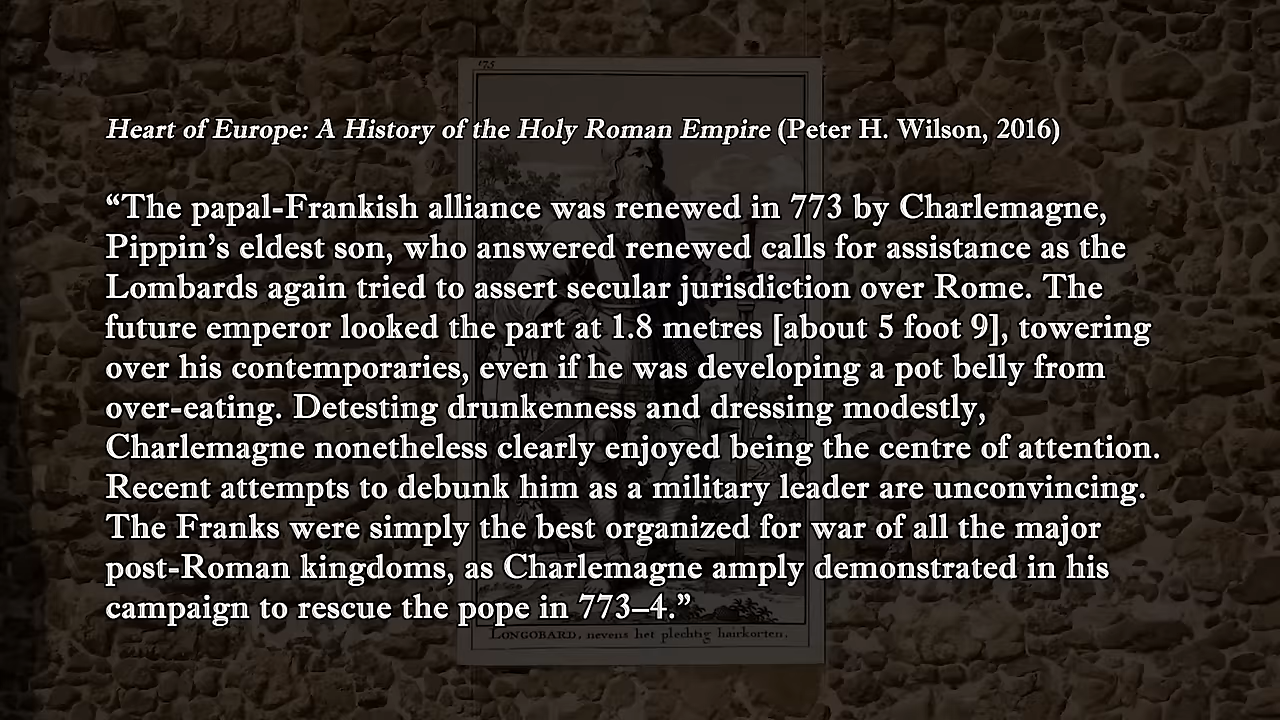 175
Heart of Europe: A History of the Holy Roman Empire (Peter H. Wilson, 2016)
“The papal-Frankish alliance was renewed in 773 by Charlemagne,
Pippin’s eldest son, who answered renewed calls for assistance as the
Lombards again tried to assert secular jurisdiction over Rome. The
future emperor looked the part at 1.8 metres [about 5 foot 9], towering
over his contemporaries, even if he was developing a pot belly from
over-eating. Detesting drunkenness and dressing modestly,
Charlemagne nonetheless clearly enjoyed being the centre of attention.
Recent attempts to debunk him as a military leader are unconvincing.
The Franks were simply the best organized for war of all the major
post-Roman kingdoms, as Charlemagne amply demonstrated in his
campaign to rescue the pope in 773–4.”
LONGOBARD, nevens het plechtig hairkorten.